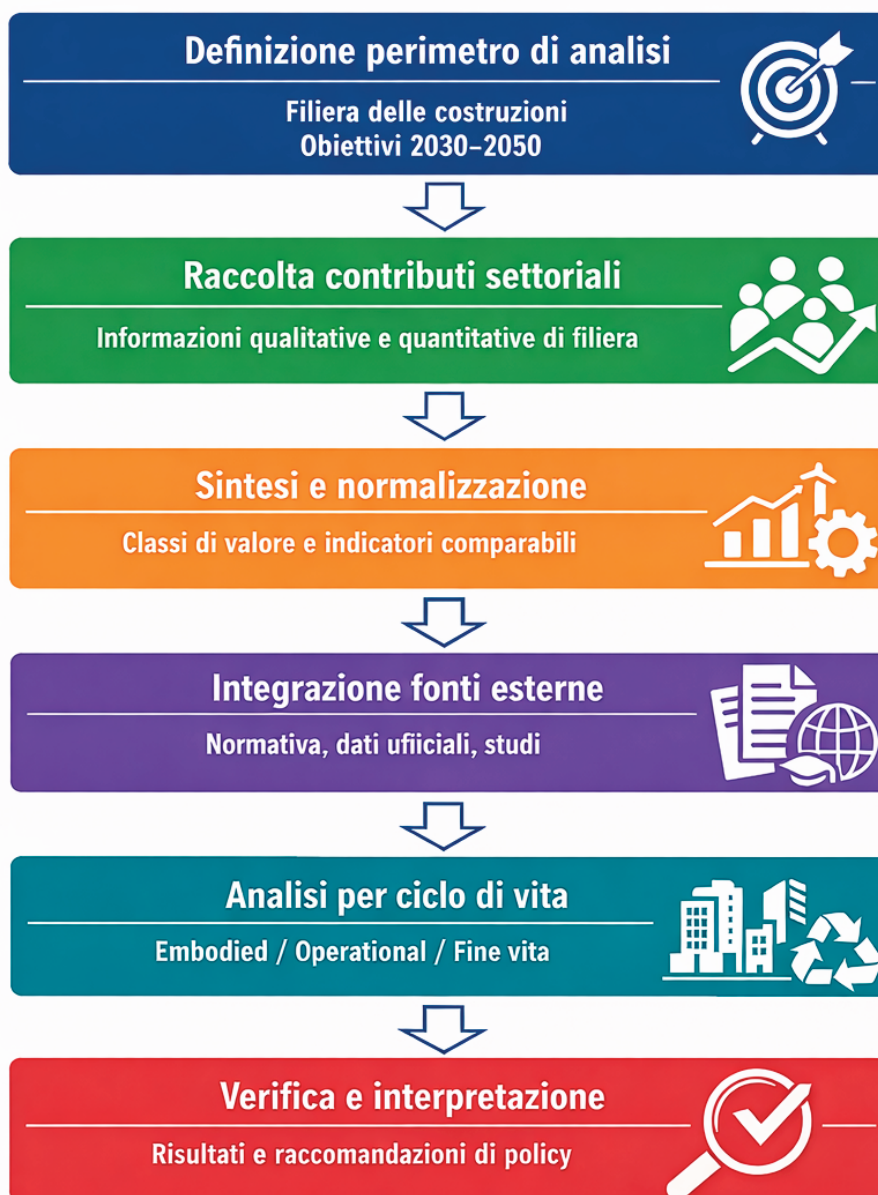 Definizione perimetro di analisi
Filiera delle costruzioni
Obiettivi 2030–2050
Raccolta contributi settoriali
Informazioni qualitative e quantitative di filiera
Sintesi e normalizzazione
Classi di valore e indicatori comparabili
Integrazione fonti esterne
Normativa, dati ufiiciali, studi
Analisi per ciclo di vita
Embodied / Operational / Fine vita
Verifica e interpretazione
Risultati e raccomandazioni di policy